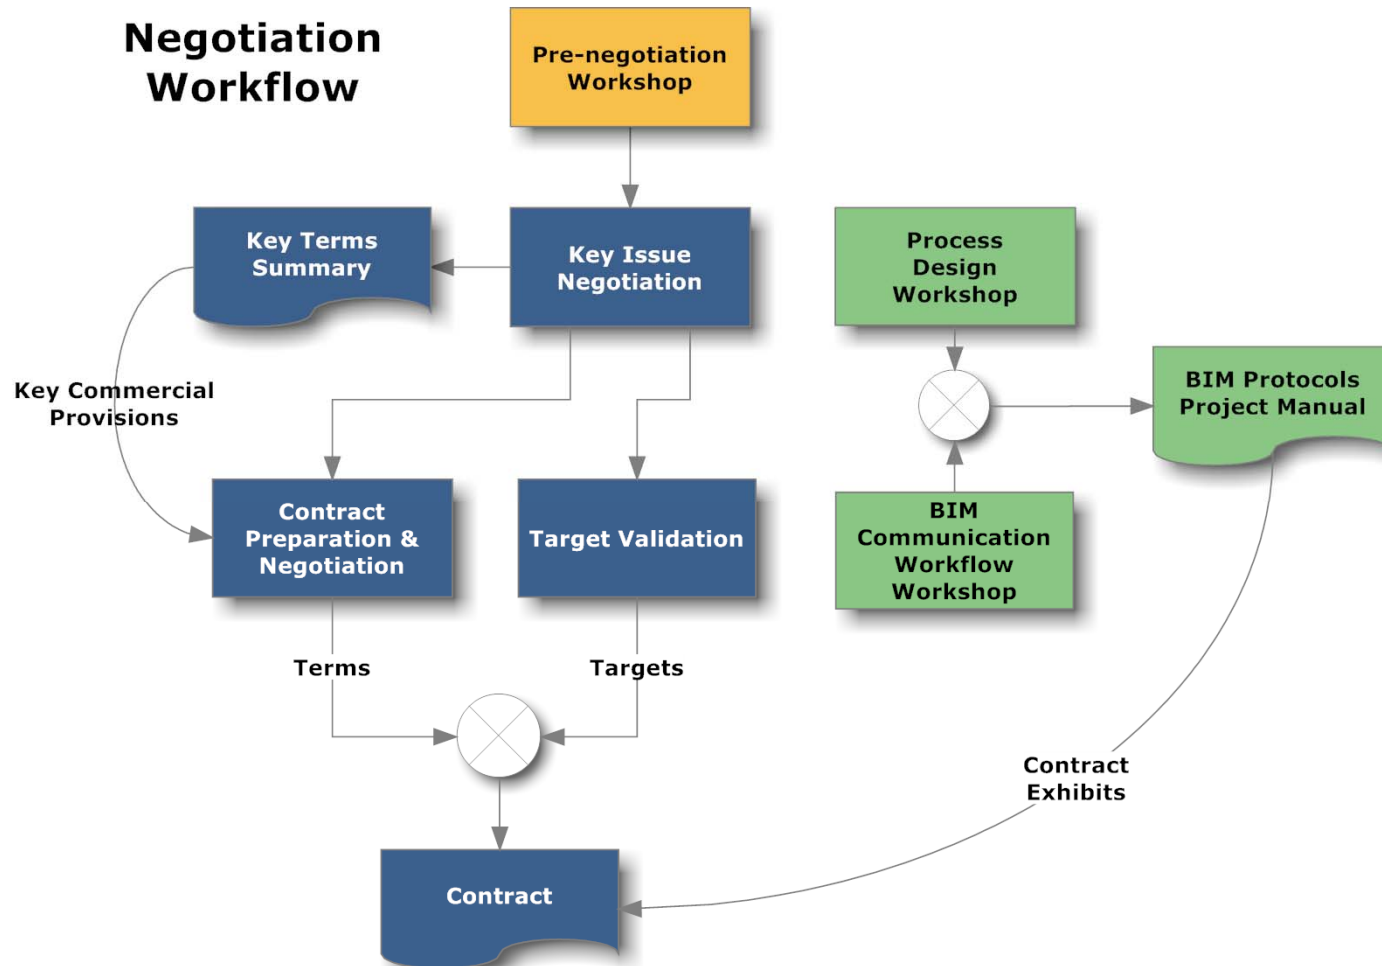 Negotiation
Workflow
Pre-negotiation
Workshop
Key Terms
Summary
Key Issue
Negotiation
Process
Design
Workshop
BIM Protocols
Project Manual
Key Commercial
Provisions
Contract
Preparation &
Negotiation
Target Validation
BIM
Communication
Workflow
Workshop
Terms
Targets
Contract
Exhibits
Contract